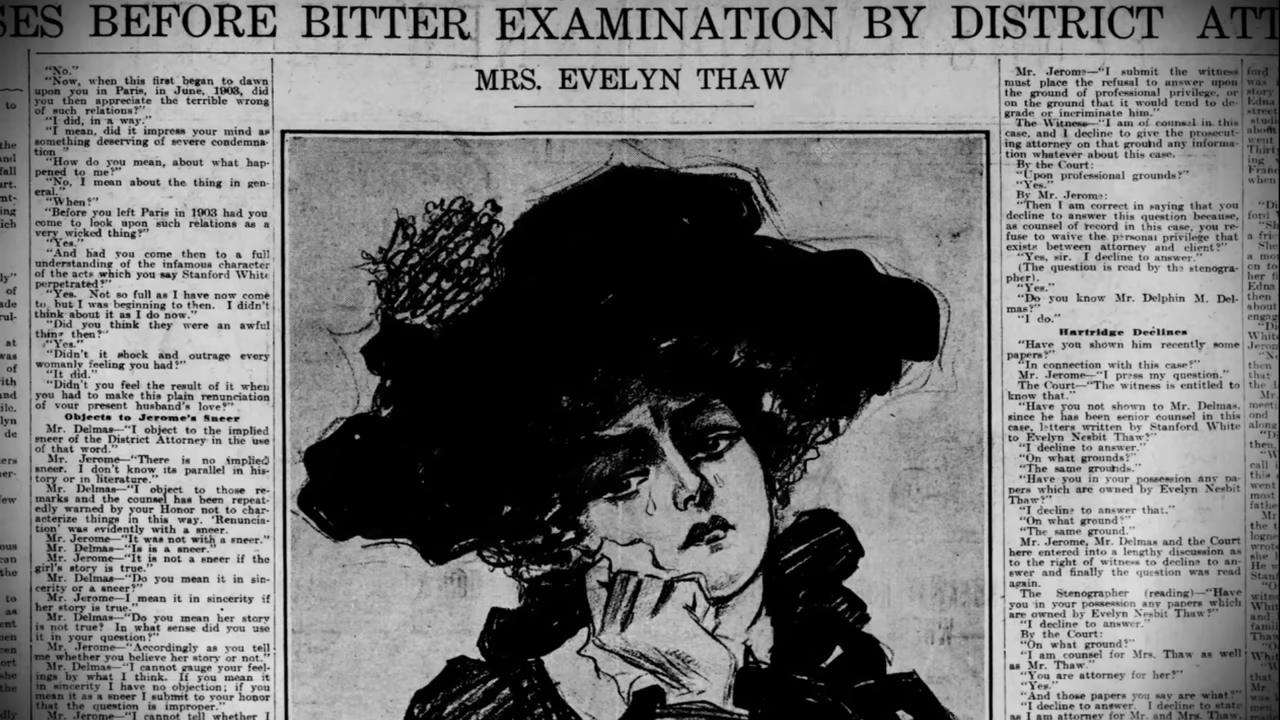 SES BEFORE BITTER EXAMINATION BY DISTRICT ATT
MRS. EVELYN THAW
"No."
"Now, when this first began to dawn
upon you in Paris, in June, 1903, did
you then appreciate the terrible wrong
of such relations?"
"I did, in a way."
"I mean, did it impress your mind as
something deserving of severe condemna-
tion "
"How do you mean, about what hap-
pened to me?"
"No, I mean about the thing in gen-
eral."
"When?"
"Before you left Paris in 1903 had you
come to look upon such relations as a
very wicked thing?"
"Yes."
"And had you come then to a full
understanding of the infamous character
of the acts which you say Stanford White
perpetrated?"
"Yes. Not so full as I have now come
to, but I was beginning to then. I didn't
think about it as I do now."
"Did you think they were an awful
thing then?"
"Yes."
"Didn't it shock and outrage every
womanly feeling you had?"
"It did."
"Didn't you feel the result of it when
you had to make this plain renunciation
of your present husband's love?"
Objects to Jerome's Sneer
Mr. Delmas—"I object to the implied
sneer of the District Attorney in the use
of that word."
Mr. Jerome—"There is no implied
sneer. I don't know its parallel in his-
tory or in literature."
Mr. Delmas—"I object to those re-
marks and the counsel has been repeat-
edly warned by your Honor not to char-
acterize things in this way. 'Renuncia-
tion' was evidently with a sneer.
Mr. Jerome—"It was not with a sneer."
Mr. Delmas—"Is is a sneer."
Mr. Jerome—"It is not a sneer if the
girl's story is true."
Mr. Delmas—"Do you mean it in sin-
cerity or a sneer?"
Mr. Jerome—I mean it in sincerity if
her story is true."
Mr. Delmas—"Do you mean her story
is not true? In what sense did you use
it in your question?"
Mr. Jerome—"Accordingly as you tell
me whether you believe her story or not."
Mr. Delmas—"I cannot gauge your feel-
ings by what I think. If you mean it
in sincerity I have no objection; if you
mean it as a sneer I submit to your honor
that the question is improper."
Mr. Jerome—"I cannot tell whether I
Mr. Jerome—"I submit the witness
must place the refusal to answer upon
the ground of professional privilege, or
on the ground that it would tend to de-
grade or incriminate him."
The Witness—"I am of counsel in this
case, and I decline to give the prosecut-
ing attorney on that ground any informa-
tion whatever about this case.
By the Court:
"Upon professional grounds?"
"Yes."
By Mr. Jerome:
"Then I am correct in saying that you
decline to answer this question because,
as counsel of record in this case, you re-
fuse to waive the personal privilege that
exists between attorney and client?"
"Yes, sir. I decline to answer."
(The question is read by the stenogra-
pher).
"Yes."
"Do you know Mr. Delphin M. Del-
mas?"
"I do."
Hartridge Declines
"Have you shown him recently some
papers?"
"In connection with this case?"
Mr. Jerome—"I press my question."
The Court—"The witness is entitled to
know that."
"Have you not shown to Mr. Delmas,
since he has been senior counsel in this
case, letters written by Stanford White
to Evelyn Nesbit Thaw?"
"I decline to answer."
"On what grounds?"
"The same grounds."
"Have you in your possession any pa-
pers which are owned by Evelyn Nesbit
Thaw?"
"I decline to answer that."
"On what ground?"
"The same ground."
Mr. Jerome, Mr. Delmas and the Court
here entered into a lengthy discussion as
to the right of witness to decline to an-
swer and finally the question was read
again.
The Stenographer (reading)—"Have
you in your possession any papers which
are owned by Evelyn Nesbit Thaw?"
"I decline to answer."
By the Court:
"On what ground?"
"I am counsel for Mrs. Thaw as well
as Mr. Thaw."
"You are attorney for her?"
"Yes."
"And those papers you say are what?"
"I decline to answer. I decline to state
as I am attorney for Mr. and Mrs. Thaw